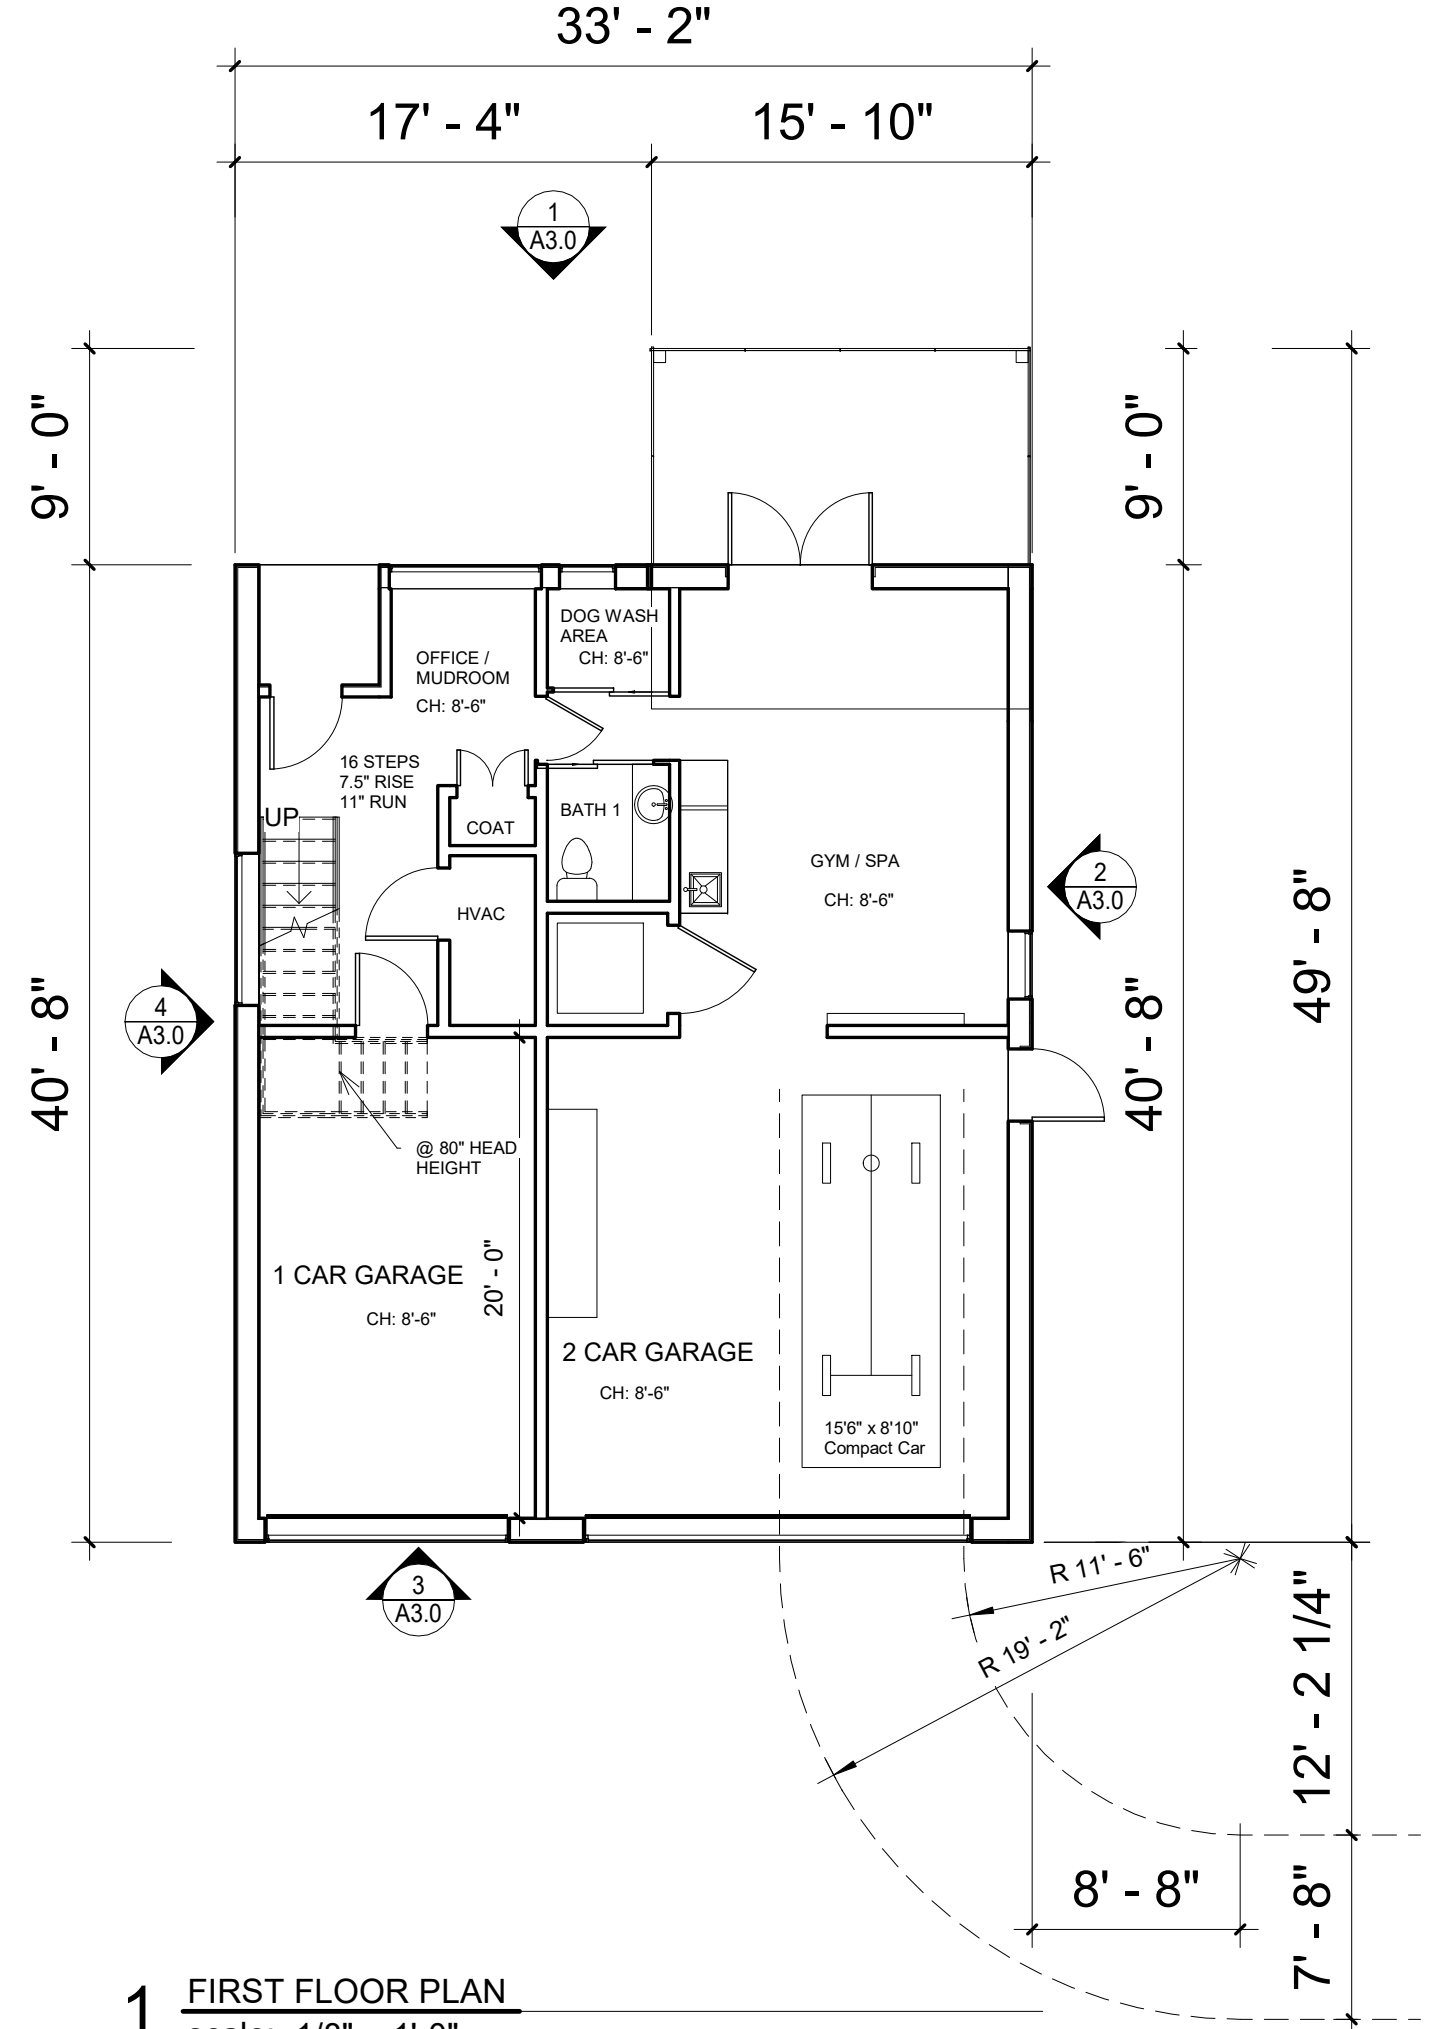 33' - 2"
17' - 4"
15' - 10"
1
A3.0
9' - 0"
9' - 0"
DOG WASH
AREA
CH: 8'-6"
OFFICE /
MUDROOM
CH: 8'-6"
16 STEPS
7.5" RISE
11" RUN
UP
COAT
BATH 1
GYM / SPA
CH: 8'-6"
HVAC
2
A3.0
49' - 8"
4
A3.0
40' - 8"
40' - 8"
@ 80" HEAD
HEIGHT
1 CAR GARAGE
CH: 8'-6"
20' - 0"
2 CAR GARAGE
CH: 8'-6"
15'6" x 8'10"
Compact Car
3
A3.0
R 11' - 6"
R 19' - 2"
12' - 2 1/4"
8' - 8"
7' - 8"
1
FIRST FLOOR PLAN